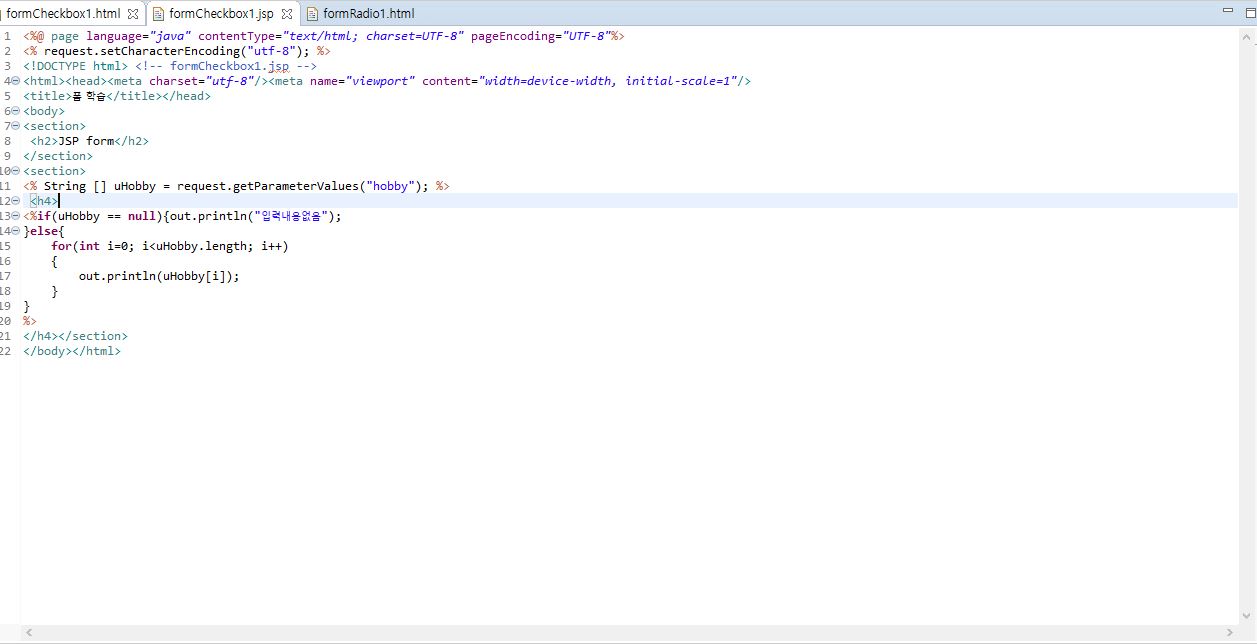 formCheckbox1.html formCheckbox1.jsp formRadio1.html
1 <%@ page language="java" contentType="text/html; charset=UTF-8" pageEncoding="UTF-8"%>
2 <% request.setCharacterEncoding("utf-8"); %>
3 <!DOCTYPE html> <!-- formCheckbox1.jsp -->
4 <html><head><meta charset="utf-8"/><meta name="viewport" content="width=device-width, initial-scale=1"/>
5 <title>폼 학습</title></head>
6 <body>
7 <section>
8 <h2>JSP form</h2>
9 </section>
10 <section>
11 <% String [] uHobby = request.getParameterValues("hobby"); %>
12 <h4>
13 <%if(uHobby == null){out.println("입력내용없음");
14 }else{
15 for(int i=0; i<uHobby.length; i++)
16 {
17 out.println(uHobby[i]);
18 }
19 }
20 %>
21 </h4></section>
22 </body></html>